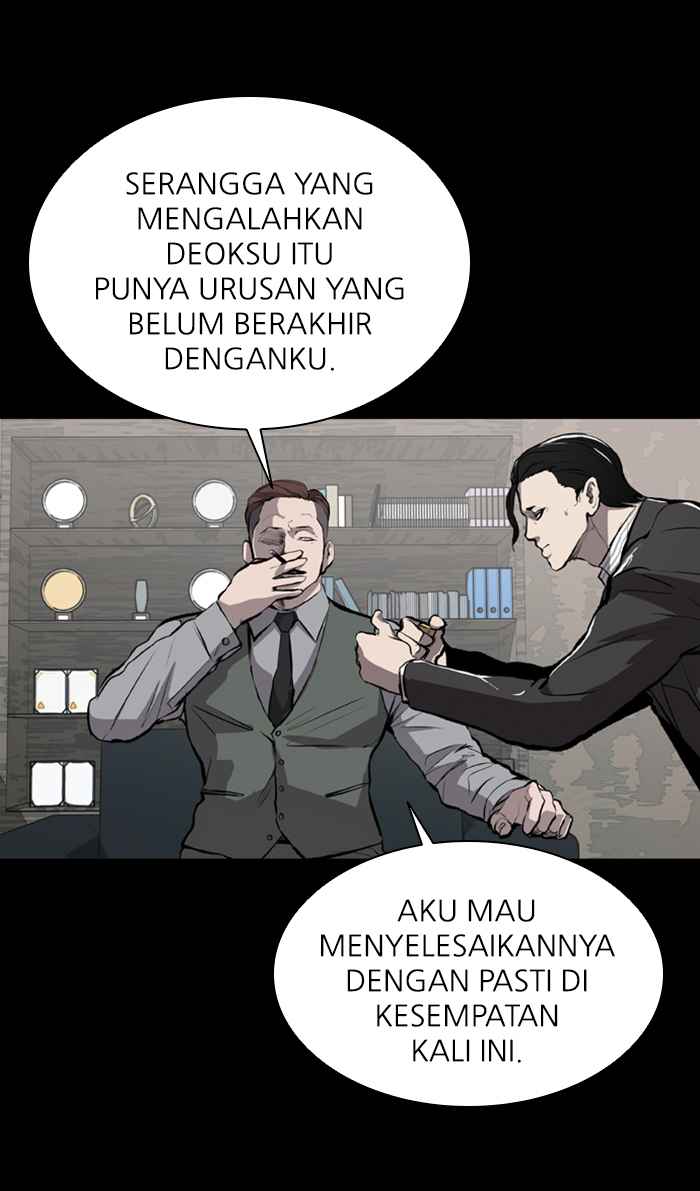 SERANGGA YANG
MENGALAHKAN
DEOKSU ITU
PUNYA URUSAN YANG
BELUM BERAKHIR
DENGANKU.
AKU MAU
MENYELESAIKANNYA
DENGAN PASTI DI
KESEMPATAN
KALI INI.